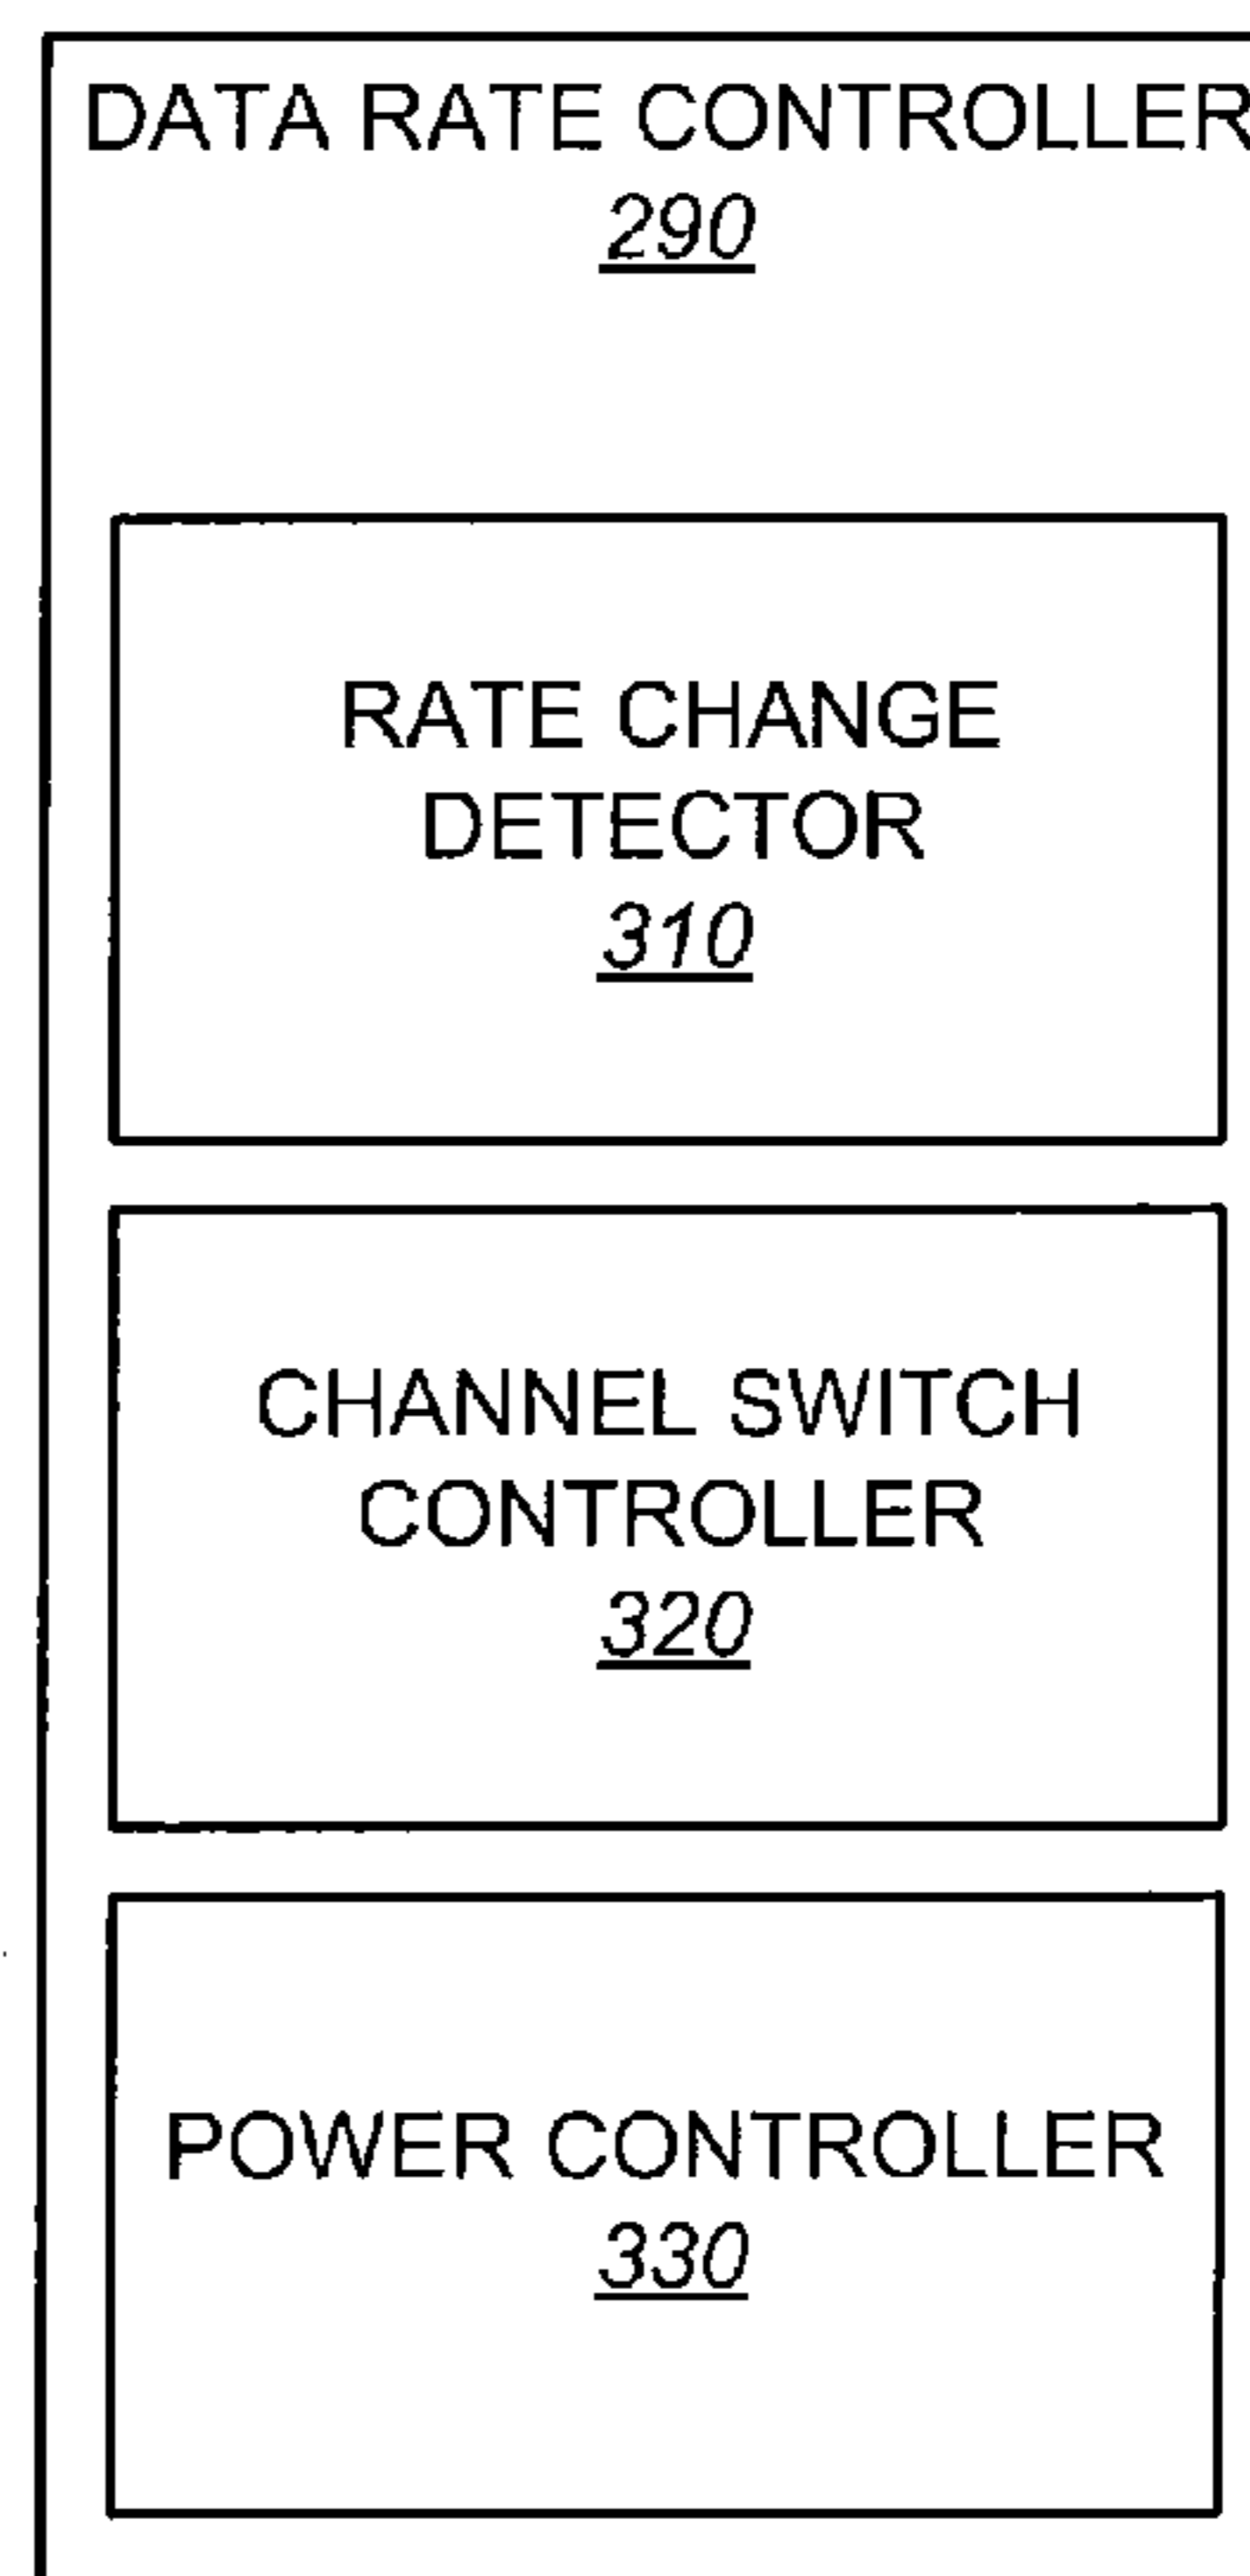 DATA RATE CONTROLLER
290
RATE CHANGE
DETECTOR
310
CHANNEL SWITCH
CONTROLLER
320
POWER CONTROLLER
330